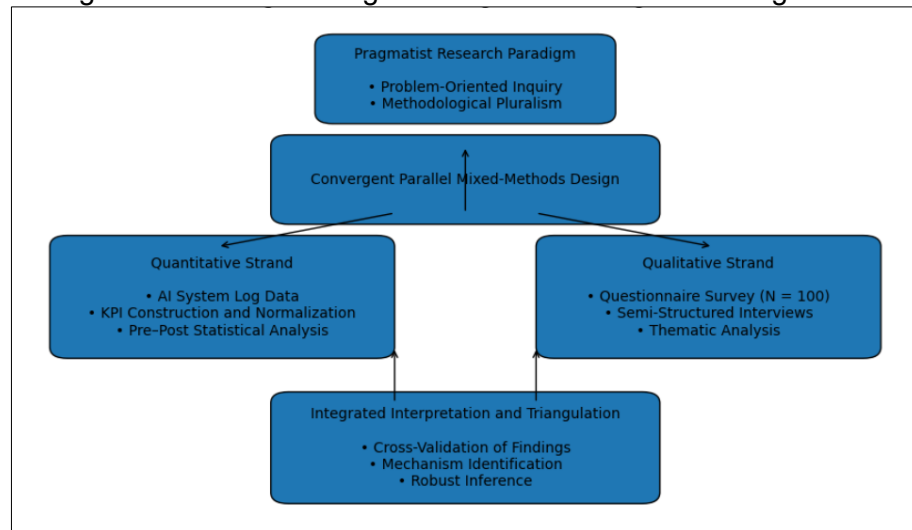 Pragmatist Research Paradigm
• Problem-Oriented Inquiry
• Methodological Pluralism
Convergent Parallel Mixed-Methods Design
Quantitative Strand
• AI System Log Data
• KPI Construction and Normalization
• Pre–Post Statistical Analysis
Qualitative Strand
• Questionnaire Survey (N = 100)
• Semi-Structured Interviews
• Thematic Analysis
Integrated Interpretation and Triangulation
• Cross-Validation of Findings
• Mechanism Identification
• Robust Inference